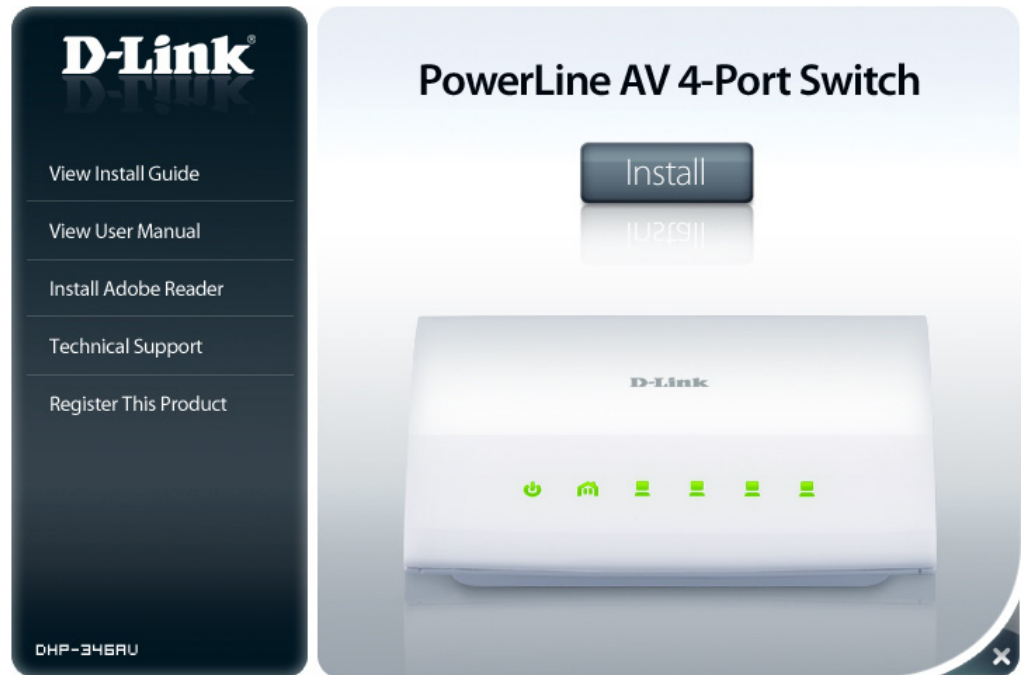 D-Link®
View Install Guide
View User Manual
Install Adobe Reader
Technical Support
Register This Product
DHP-346AV
PowerLine AV 4-Port Switch
Install
D-Link